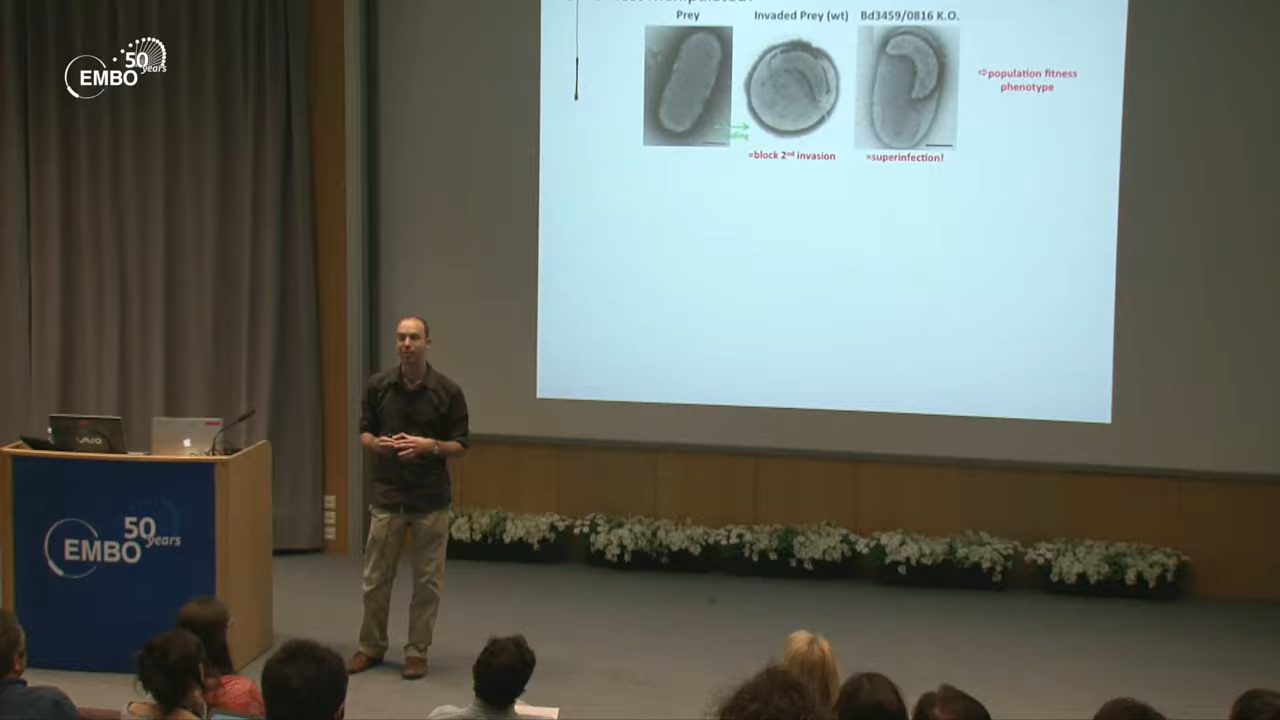 50
years
EMBO
Prey
Invaded Prey (wt)
Bd3459/0816 K.O.
⇨population fitness
phenotype
=block 2nd invasion
=superinfection!
VAIO
50
years
EMBO